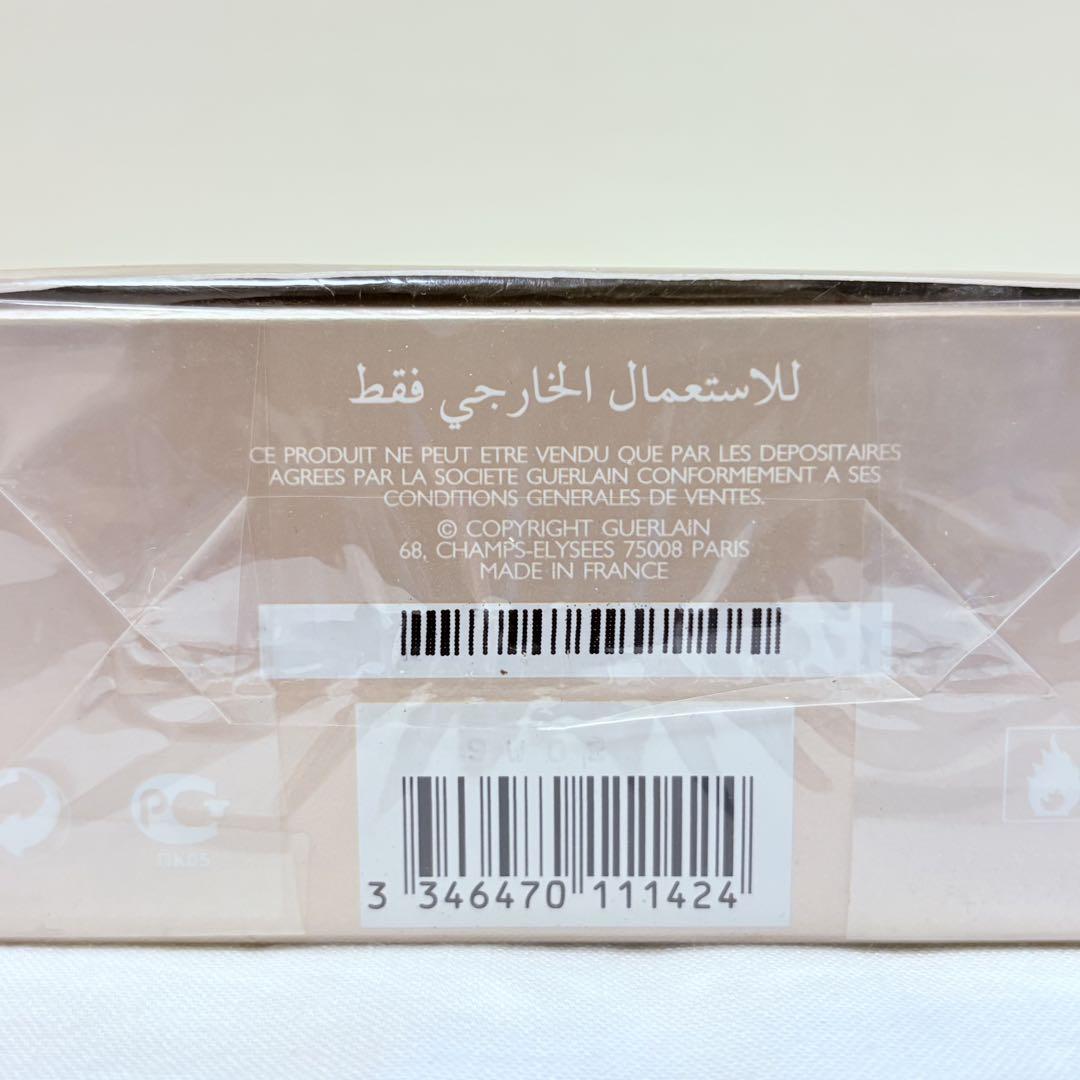 للاستعمال الخارجي فقط
CE PRODUIT NE PEUT ETRE VENDU QUE PAR LES DEPOSITAIRES
AGREES PAR LA SOCIETE GUERLAIN CONFORMEMENT A SES
CONDITIONS GENERALES DE VENTES.
© COPYRIGHT GUERLAIN
68, CHAMPS-ELYSEES 75008 PARIS
MADE IN FRANCE
3 346470 111424